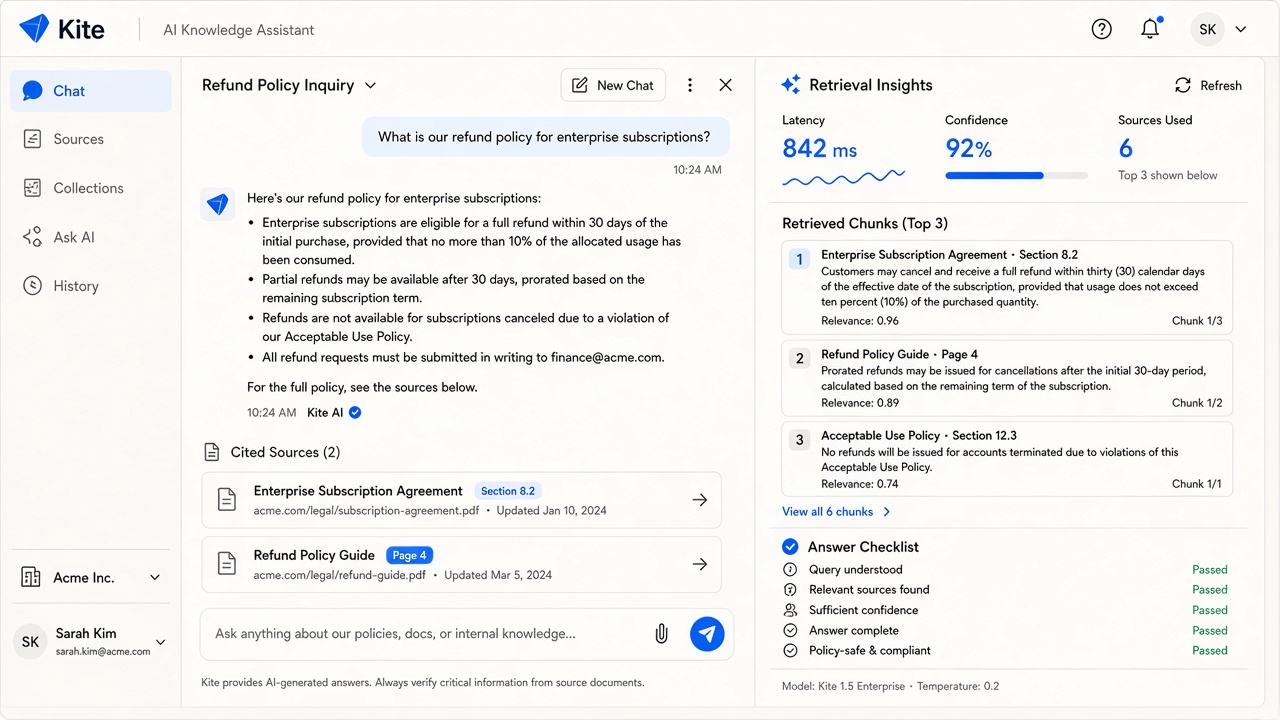 Kite
AI Knowledge Assistant
SK
Chat
Sources
Collections
Ask AI
History
Acme Inc.
SK
Sarah Kim
sarah.kim@acme.com
Refund Policy Inquiry
New Chat
What is our refund policy for enterprise subscriptions?
10:24 AM
Here's our refund policy for enterprise subscriptions:
• Enterprise subscriptions are eligible for a full refund within 30 days of the
initial purchase, provided that no more than 10% of the allocated usage has
been consumed.
• Partial refunds may be available after 30 days, prorated based on the
remaining subscription term.
• Refunds are not available for subscriptions canceled due to a violation of
our Acceptable Use Policy.
• All refund requests must be submitted in writing to finance@acme.com.
For the full policy, see the sources below.
10:24 AM Kite AI
Cited Sources (2)
Enterprise Subscription Agreement Section 8.2
acme.com/legal/subscription-agreement.pdf • Updated Jan 10, 2024
Refund Policy Guide Page 4
acme.com/legal/refund-guide.pdf • Updated Mar 5, 2024
Ask anything about our policies, docs, or internal knowledge...
Kite provides AI-generated answers. Always verify critical information from source documents.
Retrieval Insights
Refresh
Latency
842 ms
Confidence
92%
Sources Used
6
Top 3 shown below
Retrieved Chunks (Top 3)
1
Enterprise Subscription Agreement • Section 8.2
Customers may cancel and receive a full refund within thirty (30) calendar days
of the effective date of the subscription, provided that usage does not exceed
ten percent (10%) of the purchased quantity.
Relevance: 0.96 Chunk 1/3
2
Refund Policy Guide • Page 4
Prorated refunds may be issued for cancellations after the initial 30-day period,
calculated based on the remaining term of the subscription.
Relevance: 0.89 Chunk 1/2
3
Acceptable Use Policy • Section 12.3
No refunds will be issued for accounts terminated due to violations of this
Acceptable Use Policy.
Relevance: 0.74 Chunk 1/1
View all 6 chunks
Answer Checklist
Query understood Passed
Relevant sources found Passed
Sufficient confidence Passed
Answer complete Passed
Policy-safe & compliant Passed
Model: Kite 1.5 Enterprise • Temperature: 0.2